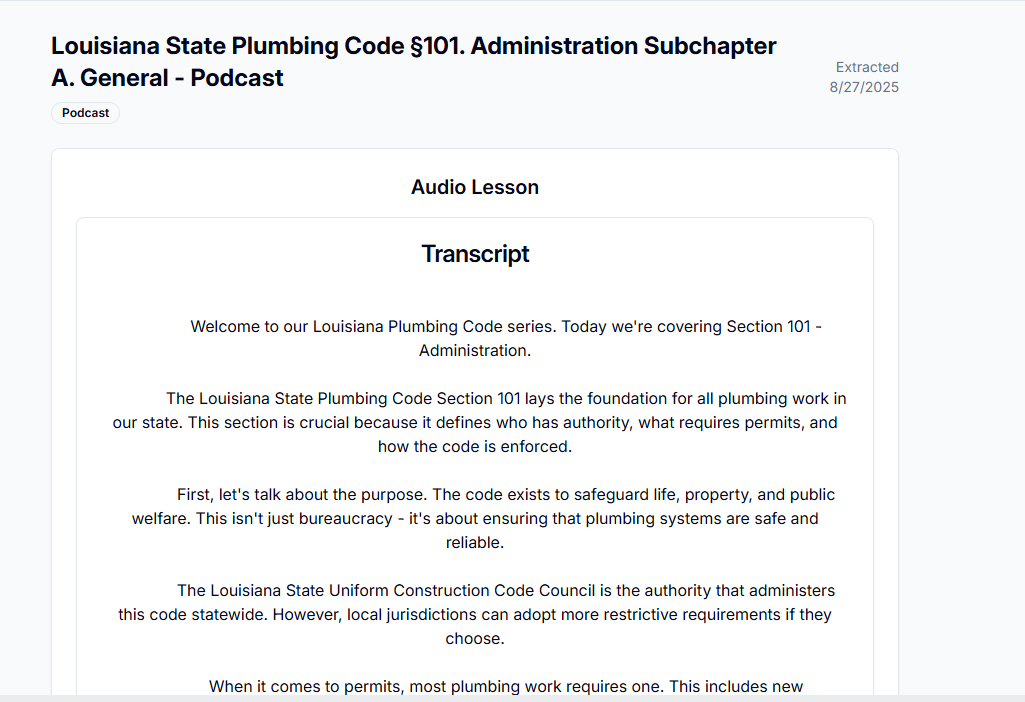 Louisiana State Plumbing Code §101. Administration Subchapter
A. General - Podcast
Extracted
8/27/2025
Podcast
Audio Lesson
Transcript
Welcome to our Louisiana Plumbing Code series. Today we're covering Section 101 -
Administration.
The Louisiana State Plumbing Code Section 101 lays the foundation for all plumbing work in
our state. This section is crucial because it defines who has authority, what requires permits, and
how the code is enforced.
First, let's talk about the purpose. The code exists to safeguard life, property, and public
welfare. This isn't just bureaucracy - it's about ensuring that plumbing systems are safe and
reliable.
The Louisiana State Uniform Construction Code Council is the authority that administers
this code statewide. However, local jurisdictions can adopt more restrictive requirements if they
choose.
When it comes to permits, most plumbing work requires one. This includes new